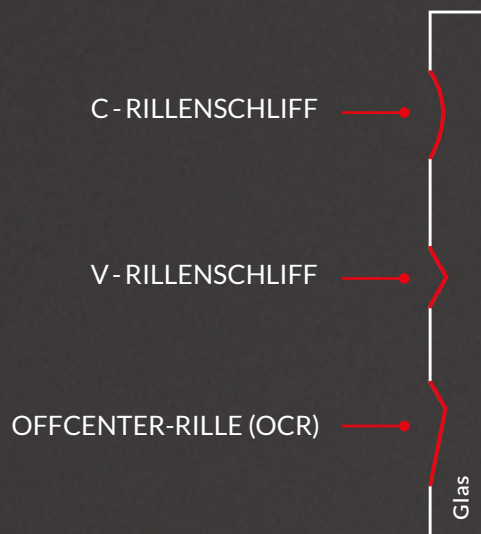 C - RILLENSCHLIFF
V - RILLENSCHLIFF
OFFCENTER-RILLE (OCR)
Glas